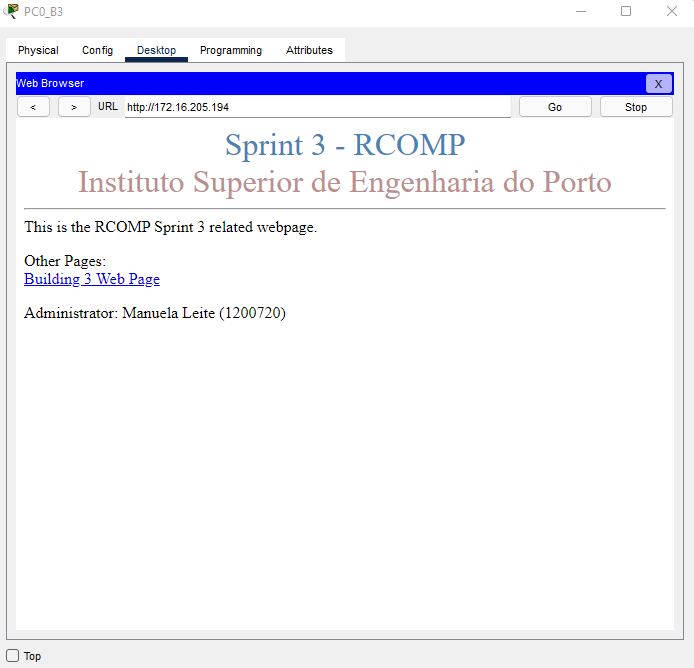 PC0_B3
Physical Config Desktop Programming Attributes
Web Browser X
< > URL http://172.16.205.194 Go Stop
Sprint 3 - RCOMP
Instituto Superior de Engenharia do Porto
This is the RCOMP Sprint 3 related webpage.
Other Pages:
Building 3 Web Page
Administrator: Manuela Leite (1200720)
Top